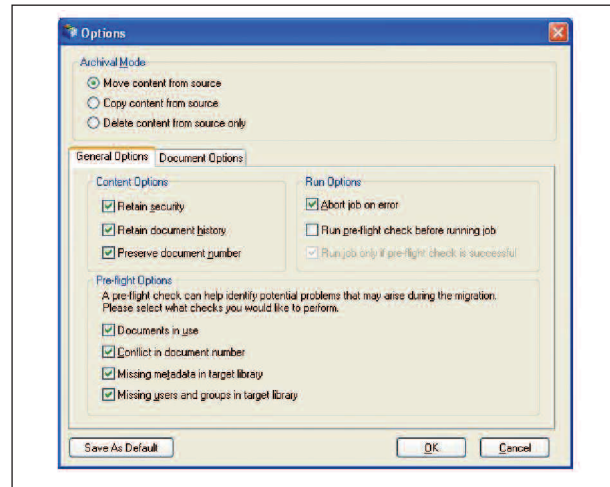 Options
Archival Mode
Move content from source
Copy content from source
Delete content from source only
General Options
Document Options
Content Options
Retain security
Retain document history
Preserve document number
Run Options
Abort job on error
Run pre-flight check before running job
Run job only if pre-flight check is successful
Pre-flight Options
A pre-flight check can help identify potential problems that may arise during the migration.
Please select what checks you would like to perform.
Documents in use
Conflict in document number
Missing metadata in target library
Missing users and groups in target library
Save As Default
OK
Cancel